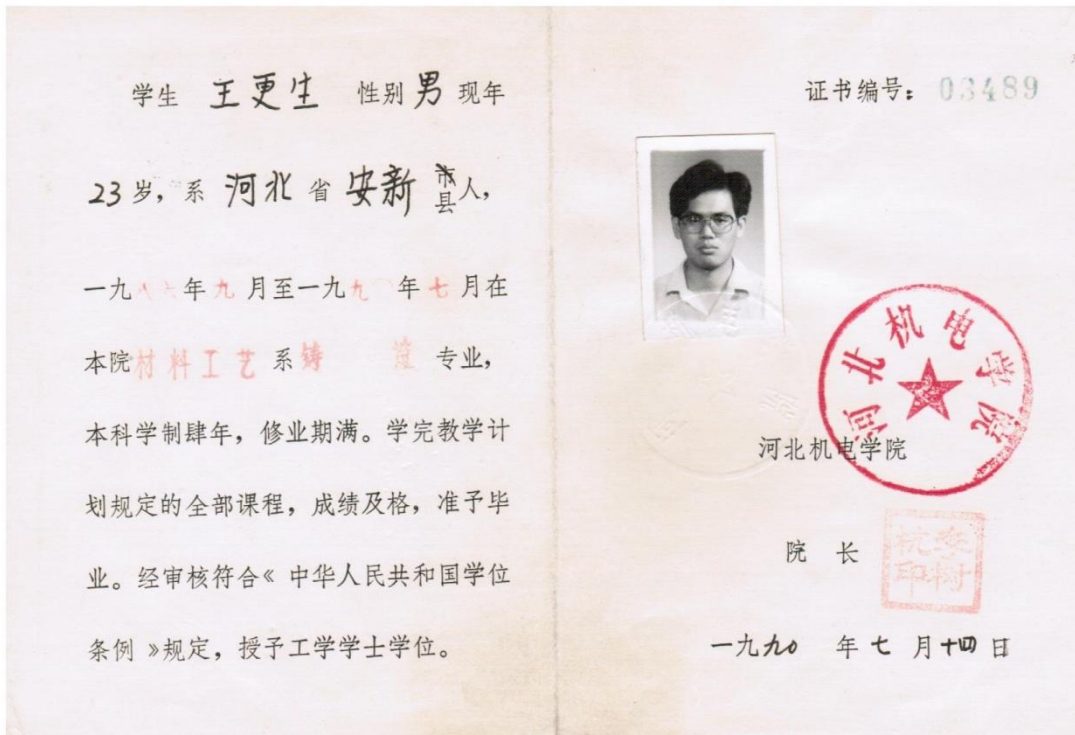 学生 王更生 性别 男 现年
23 岁，系 河北 省 安新 市县人，
一九八六年九月至一九九〇年七月在
本院材料工艺系铸造专业，
本科学制肆年，修业期满。学完教学计
划规定的全部课程，成绩及格，准予毕
业。经审核符合《中华人民共和国学位
条例》规定，授予工学学士学位。
证书编号：03489
河北机电学院
河北机电学院
院长
李树杭印
一九九〇年七月十四日